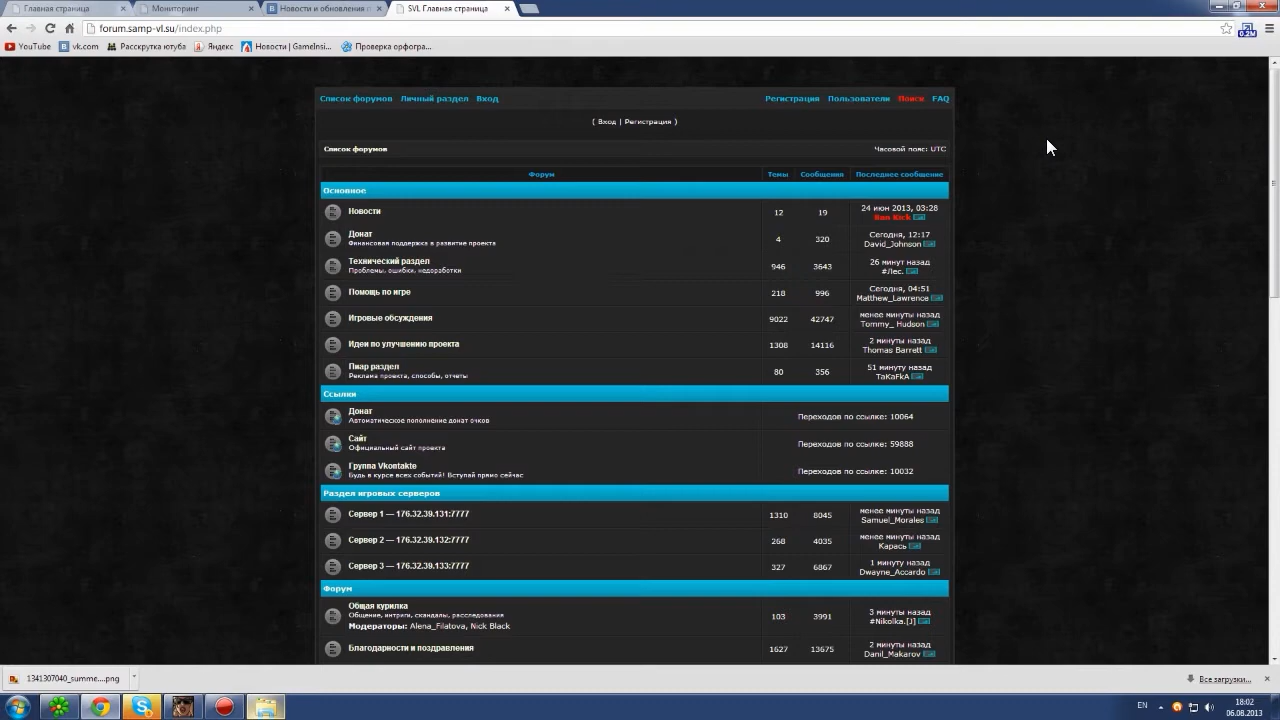 Главная страница
Мониторинг
Новости и обновления п
SVL Главная страница
forum.samp-vl.su/index.php
YouTube vk.com Расскрутка ютуба Яндекс Новости | GameInsi... Проверка орфогра...
0.2M
Список форумов Личный раздел Вход Регистрация Пользователи Поиск FAQ
( Вход | Регистрация )
Список форумов Часовой пояс: UTC
Форум Темы Сообщения Последнее сообщение
Основное
Новости 12 19 24 июн 2013, 03:28
Ban Kick
Донат
Финансовая поддержка в развитие проекта
4 320 Сегодня, 12:17
David_Johnson
Технический раздел
Проблемы, ошибки, недоработки
946 3643 26 минут назад
#Лес.
Помощь по игре 218 996 Сегодня, 04:51
Matthew_Lawrence
Игровые обсуждения 9022 42747 менее минуты назад
Tommy_ Hudson
Идеи по улучшению проекта 1308 14116 2 минуты назад
Thomas Barrett
Пиар раздел
Реклама проекта, способы, отчеты
80 356 51 минуту назад
TaKaFkA
Ссылки
Донат
Автоматическое пополнение донат очков
Переходов по ссылке: 10064
Сайт
Официальный сайт проекта
Переходов по ссылке: 59888
Группа Vkontakte
Будь в курсе всех событий! Вступай прямо сейчас
Переходов по ссылке: 10032
Раздел игровых серверов
Сервер 1 — 176.32.39.131:7777 1310 8045 менее минуты назад
Samuel_Morales
Сервер 2 — 176.32.39.132:7777 268 4035 менее минуты назад
Карась
Сервер 3 — 176.32.39.133:7777 327 6867 1 минуту назад
Dwayne_Accardo
Форум
Общая курилка
Общение, интриги, скандалы, расследования
Модераторы: Alena_Filatova, Nick Black
103 3991 3 минуты назад
#Nikolka.[J]
Благодарности и поздравления 1627 13675 2 минуты назад
Danil_Makarov
1341307040_summe....png
Все загрузки...
EN
18:02
06.08.2013